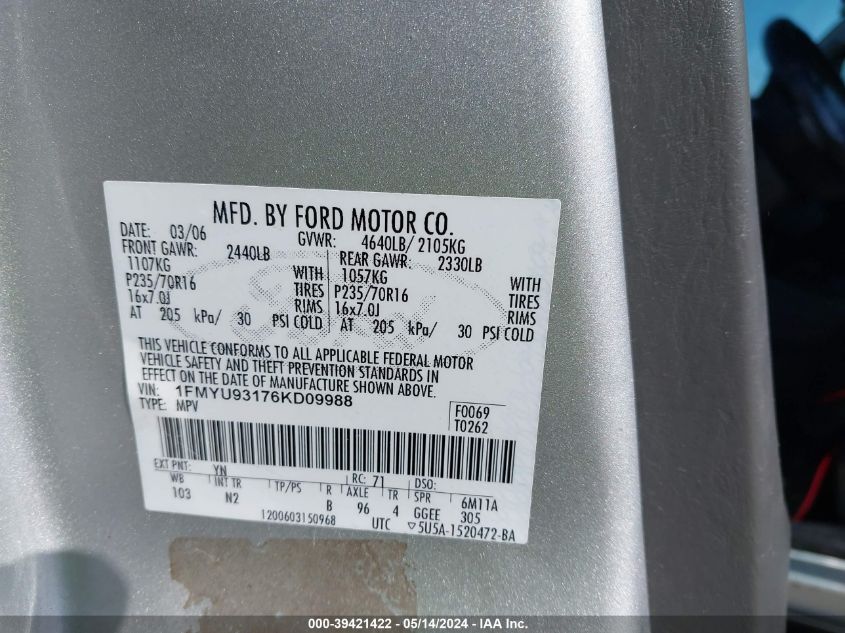 MFD. BY FORD MOTOR CO.
DATE: 03/06 GVWR: 4640LB/ 2105KG
FRONT GAWR: 2440LB REAR GAWR: 2330LB
1107KG WITH 1057KG WITH
P235/70R16 TIRES P235/70R16 TIRES
16x7.0J RIMS 16x7.0J RIMS
AT 205 kPa/ 30 PSI COLD AT 205 kPa/ 30 PSI COLD
THIS VEHICLE CONFORMS TO ALL APPLICABLE FEDERAL MOTOR
VEHICLE SAFETY AND THEFT PREVENTION STANDARDS IN
EFFECT ON THE DATE OF MANUFACTURE SHOWN ABOVE.
VIN: 1FMYU93176KD09988 F0069
TYPE: MPV T0262
EXT PNT: YN RC: 71 DSO:
WB INT TR TP/PS R AXLE TR SPR 6M11A
103 N2 B 96 4 GGEE 305
1200603150968 UTC ▽5U5A-1520472-BA
000-39421422 - 05/14/2024 - IAA Inc.